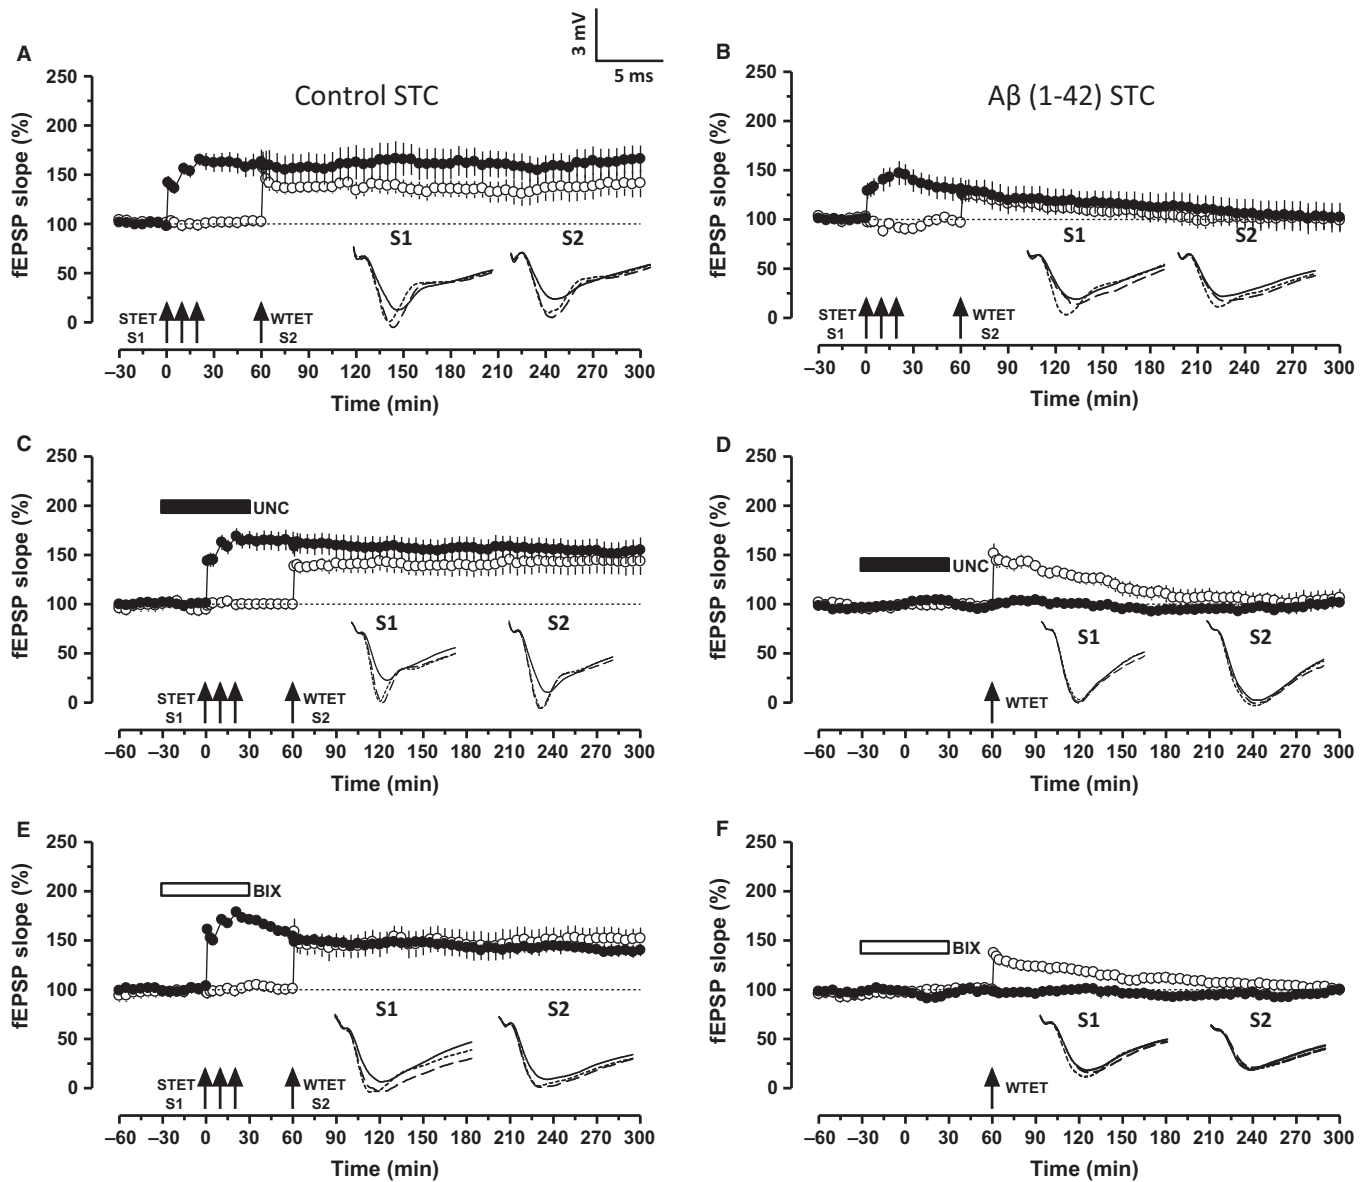 3 mV
5 ms
A
Control STC
fEPSP slope (%)
250
200
150
100
50
0
S1
S2
STET
S1
WTET
S2
–30 0 30 60 90 120 150 180 210 240 270 300
Time (min)
B
Aβ (1-42) STC
fEPSP slope (%)
250
200
150
100
50
0
S1
S2
STET
S1
WTET
S2
–30 0 30 60 90 120 150 180 210 240 270 300
Time (min)
C
fEPSP slope (%)
250
200
150
100
50
0
UNC
S1
S2
STET
S1
WTET
S2
–60 –30 0 30 60 90 120 150 180 210 240 270 300
Time (min)
D
fEPSP slope (%)
250
200
150
100
50
0
UNC
S1
S2
WTET
–60 –30 0 30 60 90 120 150 180 210 240 270 300
Time (min)
E
fEPSP slope (%)
250
200
150
100
50
0
BIX
S1
S2
STET
S1
WTET
S2
–60 –30 0 30 60 90 120 150 180 210 240 270 300
Time (min)
F
fEPSP slope (%)
250
200
150
100
50
0
BIX
S1
S2
WTET
–60 –30 0 30 60 90 120 150 180 210 240 270 300
Time (min)